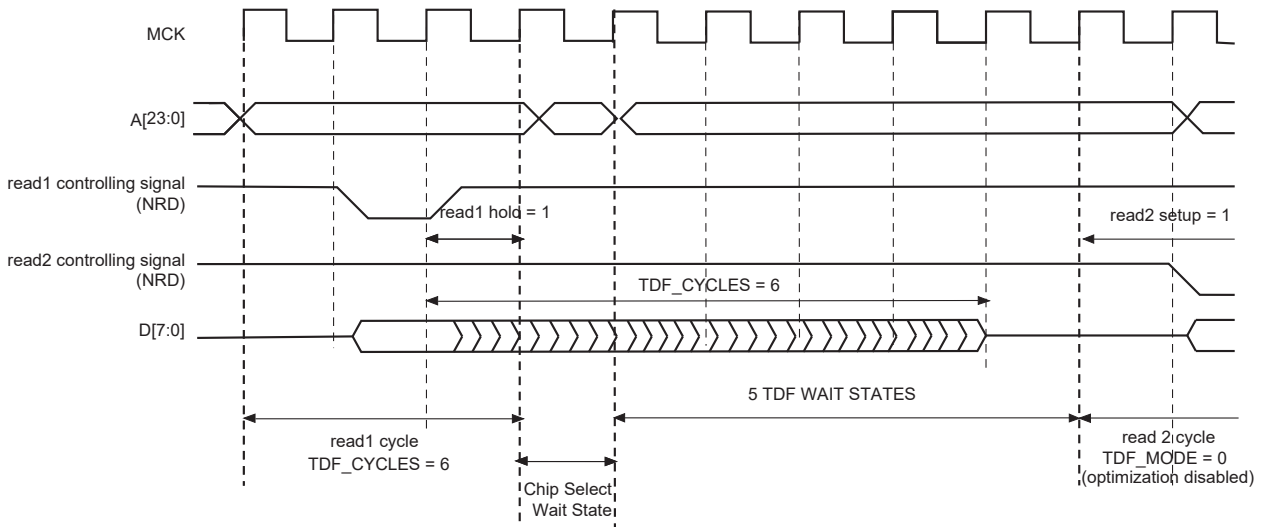 MCK
A[23:0]
read1 controlling signal
(NRD)
read1 hold = 1
read2 setup = 1
read2 controlling signal
(NRD)
TDF_CYCLES = 6
D[7:0]
5 TDF WAIT STATES
read1 cycle
TDF_CYCLES = 6
read 2 cycle
TDF_MODE = 0
(optimization disabled)
Chip Select
Wait State